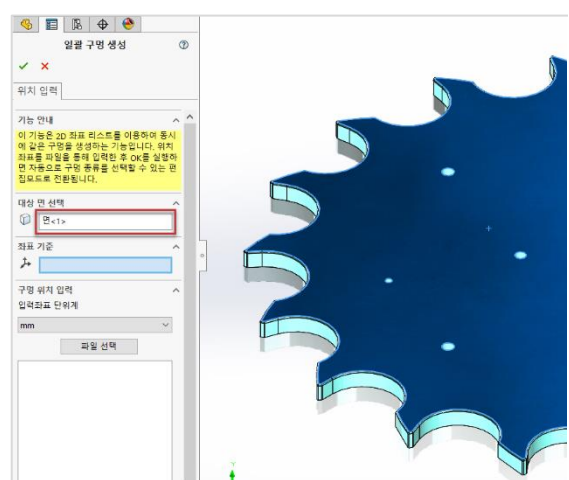 일괄 구멍 생성
위치 입력
기능 안내
이 기능은 2D 좌표 리스트를 이용하여 동시
에 같은 구멍을 생성하는 기능입니다. 위치
좌표를 파일을 통해 입력한 후 OK를 실행하
면 자동으로 구멍 종류를 선택할 수 있는 편
집모드로 전환됩니다.
대상 면 선택
면<1>
좌표 기준
구멍 위치 입력
입력좌표 단위계
mm
파일 선택
Y